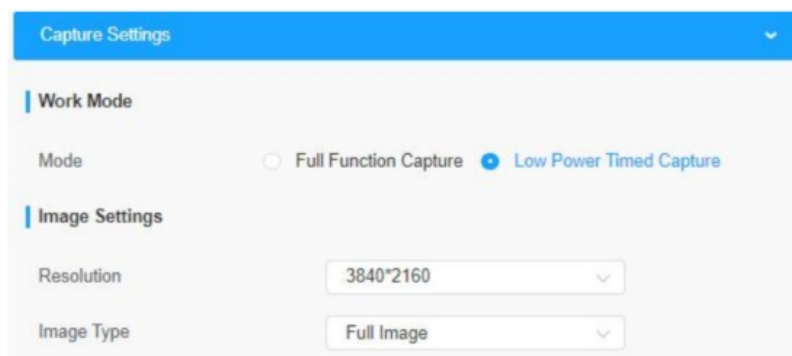 Capture Settings
Work Mode
Mode Full Function Capture Low Power Timed Capture
Image Settings
Resolution 3840*2160
Image Type Full Image